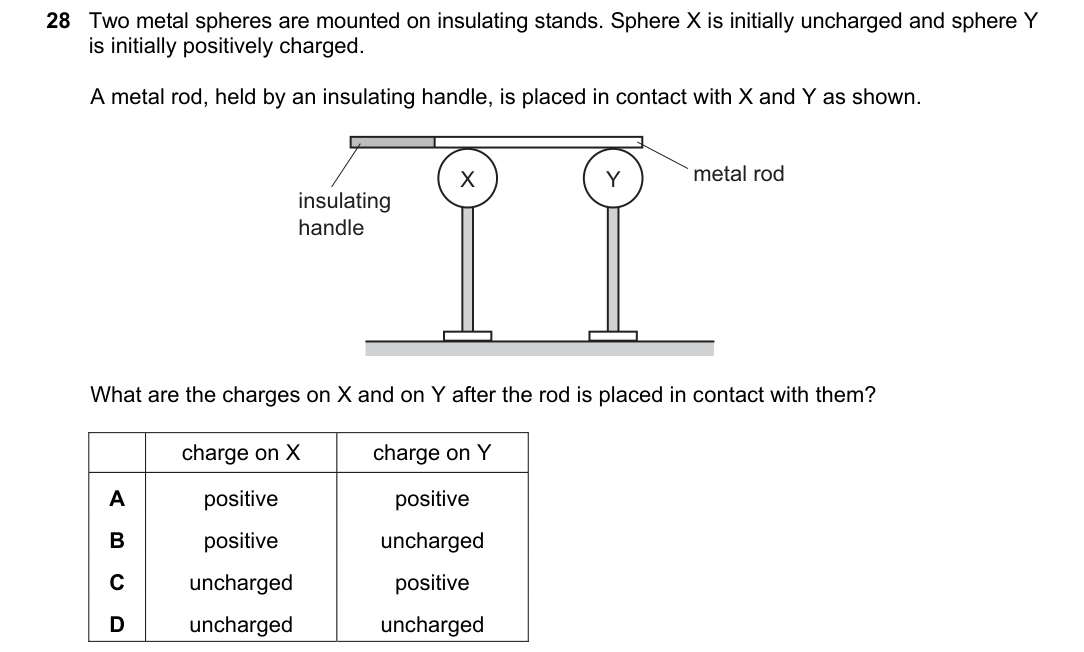 28 Two metal spheres are mounted on insulating stands. Sphere X is initially uncharged and sphere Y
is initially positively charged.
A metal rod, held by an insulating handle, is placed in contact with X and Y as shown.
insulating
handle
X
Y
metal rod
What are the charges on X and on Y after the rod is placed in contact with them?
charge on X charge on Y
A positive positive
B positive uncharged
C uncharged positive
D uncharged uncharged